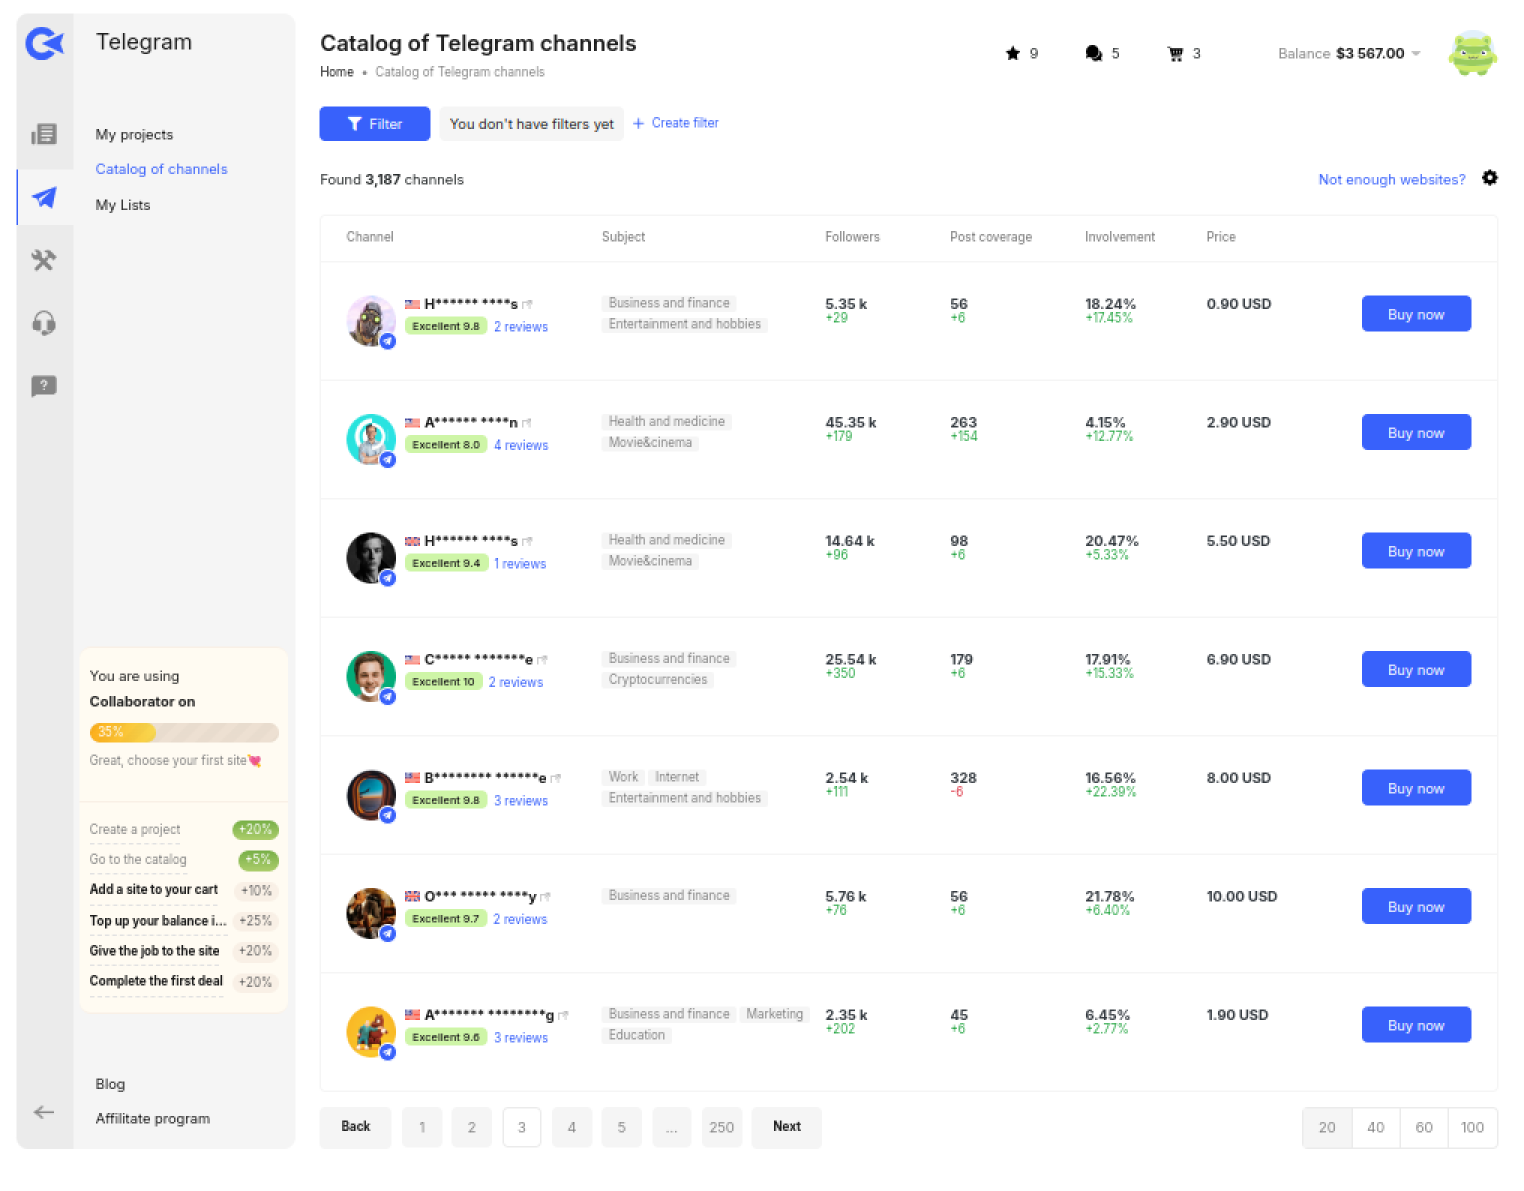 Telegram
My projects
Catalog of channels
My Lists
You are using
Collaborator on
35%
Great, choose your first site💘
Create a project +20%
Go to the catalog +5%
Add a site to your cart +10%
Top up your balance i... +25%
Give the job to the site +20%
Complete the first deal +20%
Blog
Affilitate program
Catalog of Telegram channels
Home • Catalog of Telegram channels
9 5 3 Balance $3 567.00
Filter You don't have filters yet + Create filter
Found 3,187 channels Not enough websites?
Channel Subject Followers Post coverage Involvement Price
H****** ****s Business and finance 5.35 k 56 18.24% 0.90 USD Buy now
Excellent 9.8 2 reviews Entertainment and hobbies +29 +6 +17.45%
A****** ****n Health and medicine 45.35 k 263 4.15% 2.90 USD Buy now
Excellent 8.0 4 reviews Movie&cinema +179 +154 +12.77%
H****** ****s Health and medicine 14.64 k 98 20.47% 5.50 USD Buy now
Excellent 9.4 1 reviews Movie&cinema +96 +6 +5.33%
C***** *******e Business and finance 25.54 k 179 17.91% 6.90 USD Buy now
Excellent 10 2 reviews Cryptocurrencies +350 +6 +15.33%
B******** ******e Work Internet 2.54 k 328 16.56% 8.00 USD Buy now
Excellent 9.8 3 reviews Entertainment and hobbies +111 -6 +22.39%
O*** ***** ****y Business and finance 5.76 k 56 21.78% 10.00 USD Buy now
Excellent 9.7 2 reviews +76 +6 +6.40%
A******* ********g Business and finance Marketing 2.35 k 45 6.45% 1.90 USD Buy now
Excellent 9.6 3 reviews Education +202 +6 +2.77%
Back 1 2 3 4 5 ... 250 Next 20 40 60 100